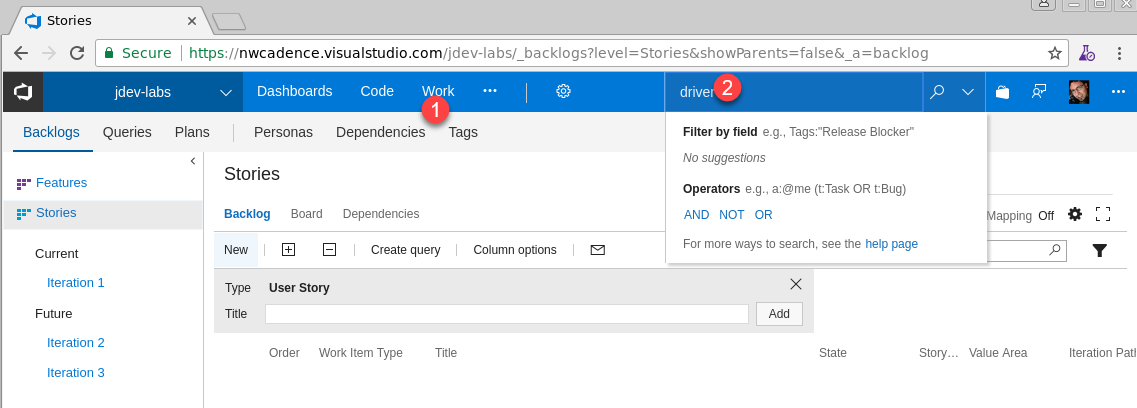 Stories
Secure https://nwcadence.visualstudio.com/jdev-labs/_backlogs?level=Stories&showParents=false&_a=backlog
jdev-labs Dashboards Code Work ... driver 2
1
Backlogs Queries Plans Personas Dependencies Tags
Filter by field e.g., Tags:"Release Blocker"
No suggestions
Operators e.g., a:@me (t:Task OR t:Bug)
AND NOT OR
For more ways to search, see the help page
Features
Stories
Current
Iteration 1
Future
Iteration 2
Iteration 3
Stories
Backlog Board Dependencies
Mapping Off
New Create query Column options
Type User Story
Title Add
Order Work Item Type Title State Story... Value Area Iteration Path